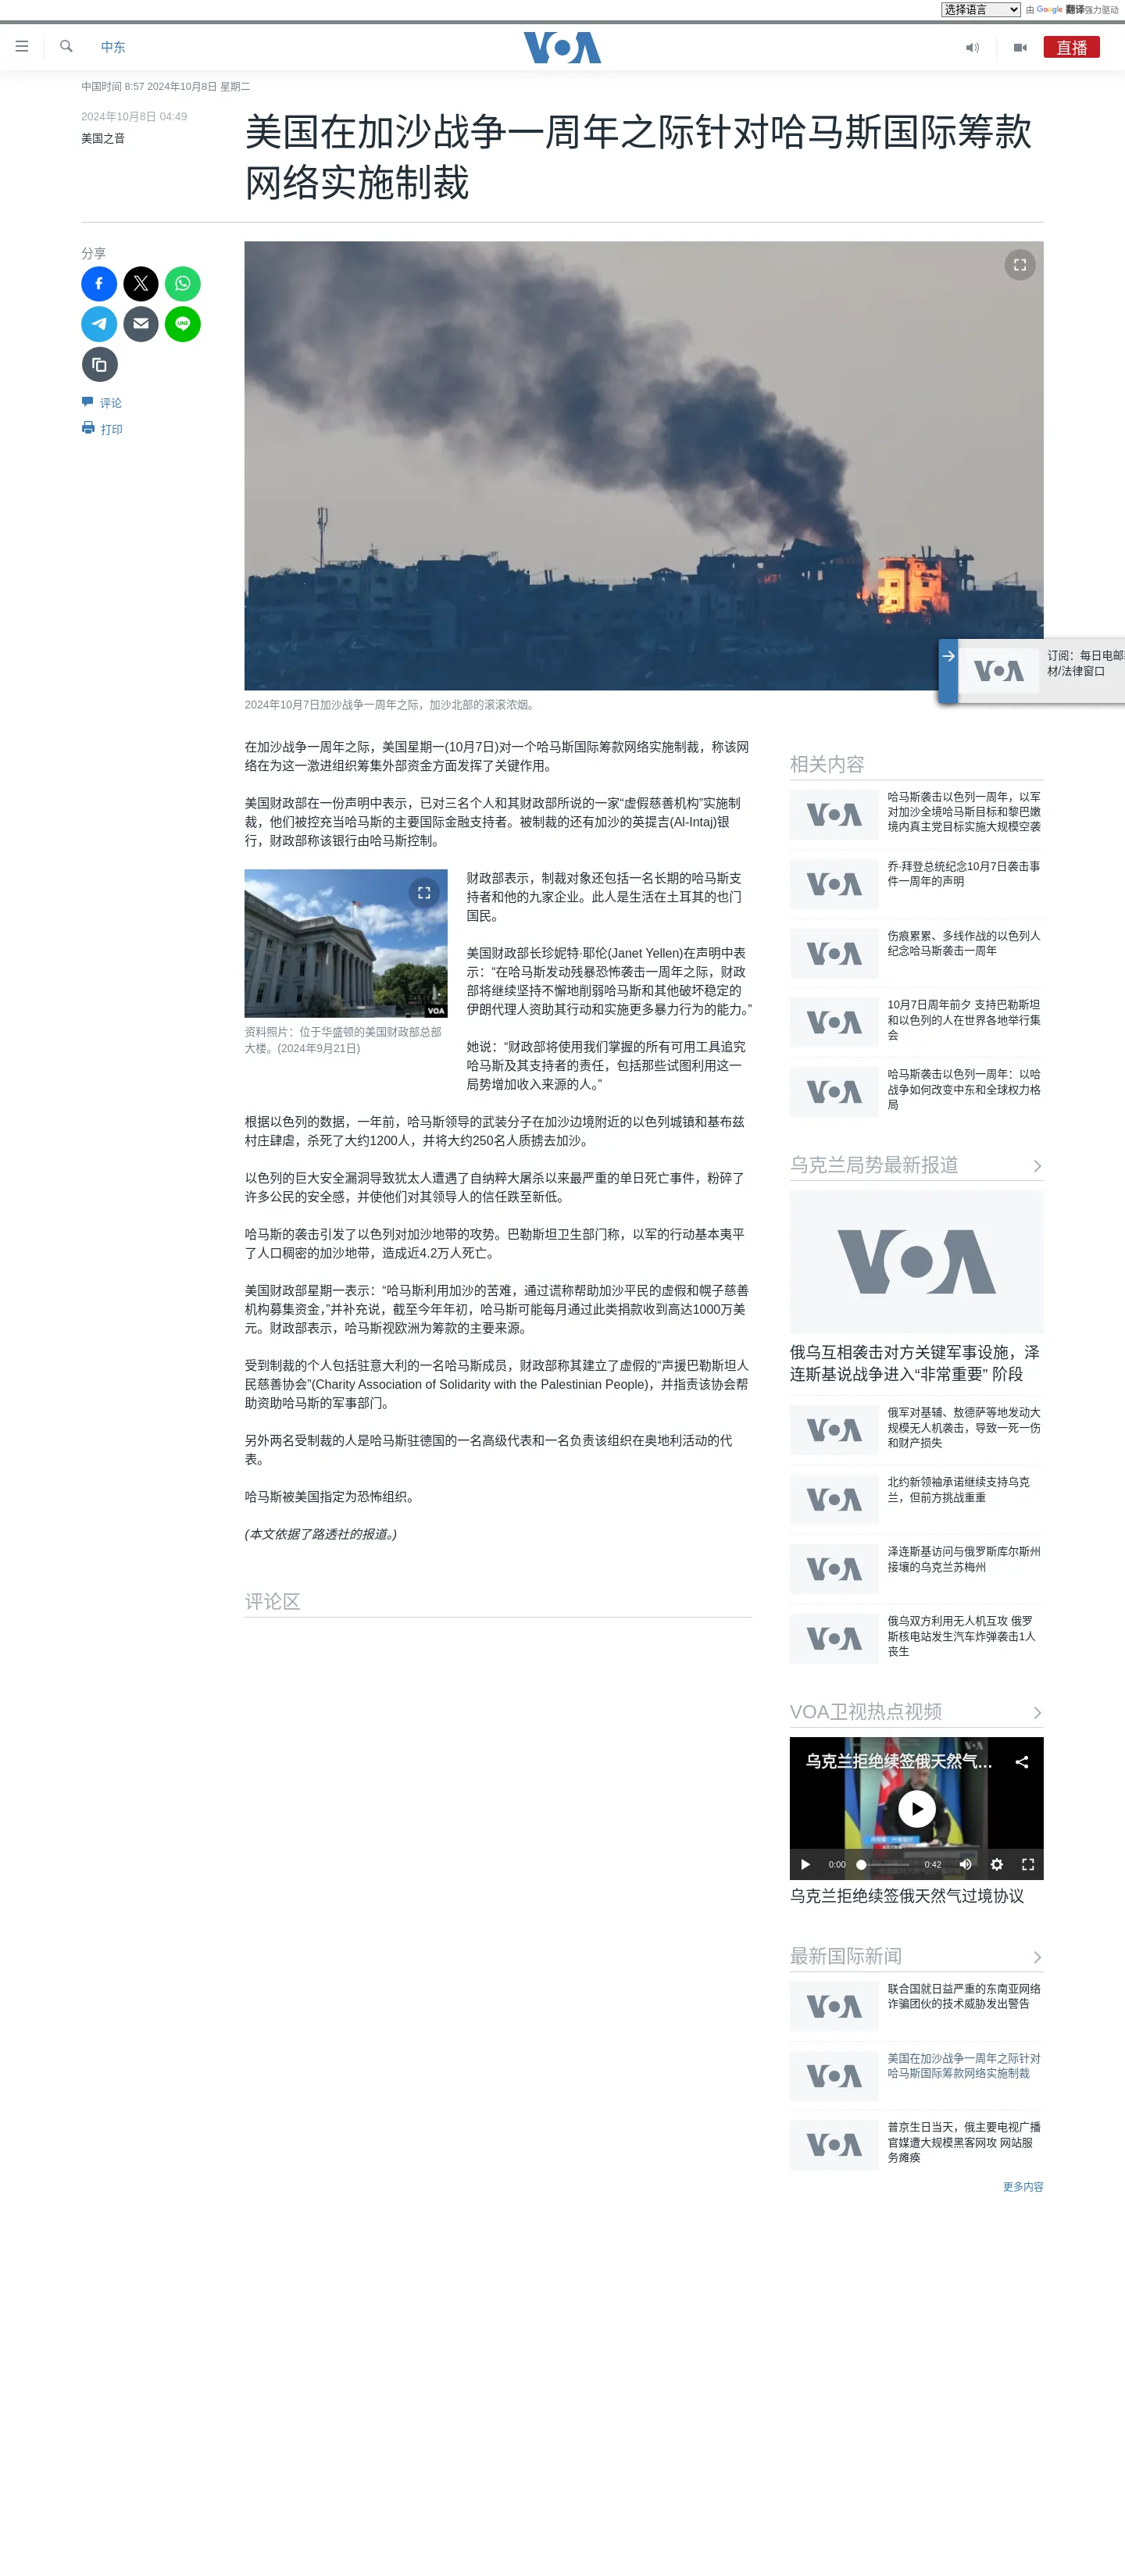 选择语言
由 Google 翻译强力驱动
中东
VOA
直播
中国时间 8:57 2024年10月8日 星期二
2024年10月8日 04:49
美国之音
美国在加沙战争一周年之际针对哈马斯国际筹款
网络实施制裁
分享
LINE
评论
打印
2024年10月7日加沙战争一周年之际，加沙北部的滚滚浓烟。
VOA
订阅：每日电邮
材/法律窗口
在加沙战争一周年之际，美国星期一(10月7日)对一个哈马斯国际筹款网络实施制裁，称该网
络在为这一激进组织筹集外部资金方面发挥了关键作用。
美国财政部在一份声明中表示，已对三名个人和其财政部所说的一家“虚假慈善机构”实施制
裁，他们被控充当哈马斯的主要国际金融支持者。被制裁的还有加沙的英提吉(Al-Intaj)银
行，财政部称该银行由哈马斯控制。
VOA
资料照片：位于华盛顿的美国财政部总部
大楼。(2024年9月21日)
财政部表示，制裁对象还包括一名长期的哈马斯支
持者和他的九家企业。此人是生活在土耳其的也门
国民。
美国财政部长珍妮特·耶伦(Janet Yellen)在声明中表
示：“在哈马斯发动残暴恐怖袭击一周年之际，财政
部将继续坚持不懈地削弱哈马斯和其他破坏稳定的
伊朗代理人资助其行动和实施更多暴力行为的能力。”
她说：“财政部将使用我们掌握的所有可用工具追究
哈马斯及其支持者的责任，包括那些试图利用这一
局势增加收入来源的人。”
根据以色列的数据，一年前，哈马斯领导的武装分子在加沙边境附近的以色列城镇和基布兹
村庄肆虐，杀死了大约1200人，并将大约250名人质掳去加沙。
以色列的巨大安全漏洞导致犹太人遭遇了自纳粹大屠杀以来最严重的单日死亡事件，粉碎了
许多公民的安全感，并使他们对其领导人的信任跌至新低。
哈马斯的袭击引发了以色列对加沙地带的攻势。巴勒斯坦卫生部门称，以军的行动基本夷平
了人口稠密的加沙地带，造成近4.2万人死亡。
美国财政部星期一表示：“哈马斯利用加沙的苦难，通过谎称帮助加沙平民的虚假和幌子慈善
机构募集资金，”并补充说，截至今年年初，哈马斯可能每月通过此类捐款收到高达1000万美
元。财政部表示，哈马斯视欧洲为筹款的主要来源。
受到制裁的个人包括驻意大利的一名哈马斯成员，财政部称其建立了虚假的“声援巴勒斯坦人
民慈善协会”(Charity Association of Solidarity with the Palestinian People)，并指责该协会帮
助资助哈马斯的军事部门。
另外两名受制裁的人是哈马斯驻德国的一名高级代表和一名负责该组织在奥地利活动的代
表。
哈马斯被美国指定为恐怖组织。
(本文依据了路透社的报道。)
评论区
相关内容
VOA
哈马斯袭击以色列一周年，以军
对加沙全境哈马斯目标和黎巴嫩
境内真主党目标实施大规模空袭
VOA
乔·拜登总统纪念10月7日袭击事
件一周年的声明
VOA
伤痕累累、多线作战的以色列人
纪念哈马斯袭击一周年
VOA
10月7日周年前夕 支持巴勒斯坦
和以色列的人在世界各地举行集
会
VOA
哈马斯袭击以色列一周年：以哈
战争如何改变中东和全球权力格
局
乌克兰局势最新报道
VOA
俄乌互相袭击对方关键军事设施，泽
连斯基说战争进入“非常重要” 阶段
VOA
俄军对基辅、敖德萨等地发动大
规模无人机袭击，导致一死一伤
和财产损失
VOA
北约新领袖承诺继续支持乌克
兰，但前方挑战重重
VOA
泽连斯基访问与俄罗斯库尔斯州
接壤的乌克兰苏梅州
VOA
俄乌双方利用无人机互攻 俄罗
斯核电站发生汽车炸弹袭击1人
丧生
VOA卫视热点视频
乌克兰拒绝续签俄天然气...
VOA
0:00
0:42
乌克兰拒绝续签俄天然气过境协议
最新国际新闻
VOA
联合国就日益严重的东南亚网络
诈骗团伙的技术威胁发出警告
VOA
美国在加沙战争一周年之际针对
哈马斯国际筹款网络实施制裁
VOA
普京生日当天，俄主要电视广播
官媒遭大规模黑客网攻 网站服
务瘫痪
更多内容